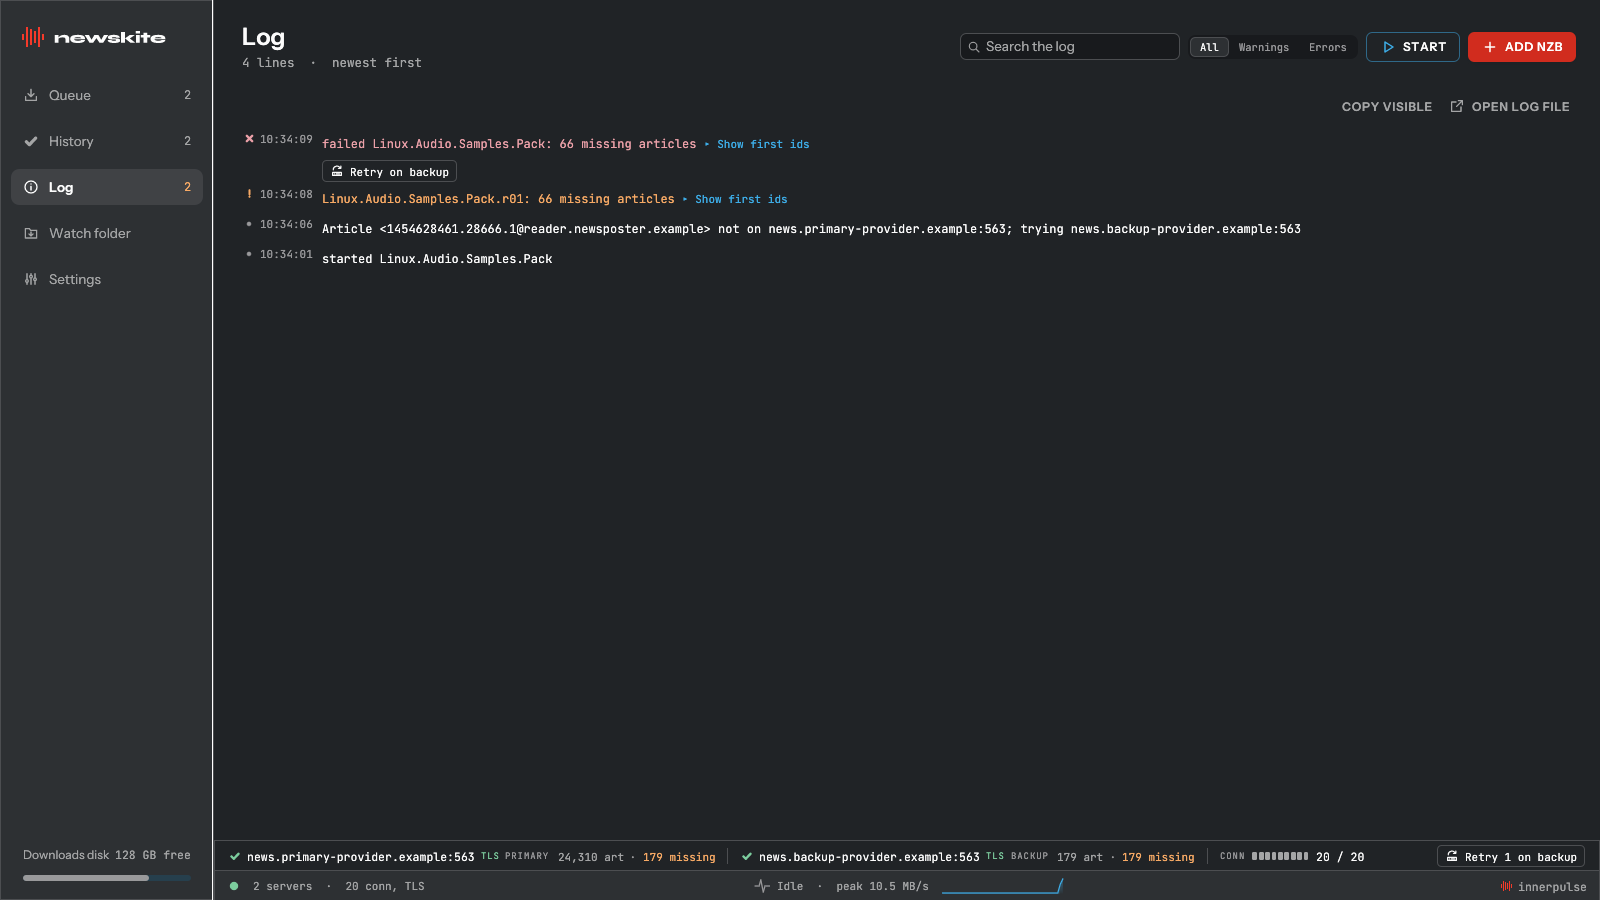 newskite
Queue 2
History 2
Log 2
Watch folder
Settings
Downloads disk 128 GB free
Log
4 lines · newest first
Search the log
All Warnings Errors
START
ADD NZB
COPY VISIBLE
OPEN LOG FILE
10:34:09 failed Linux.Audio.Samples.Pack: 66 missing articles ▸ Show first ids
Retry on backup
10:34:08 Linux.Audio.Samples.Pack.r01: 66 missing articles ▸ Show first ids
10:34:06 Article <1454628461.28666.1@reader.newsposter.example> not on news.primary-provider.example:563; trying news.backup-provider.example:563
10:34:01 started Linux.Audio.Samples.Pack
news.primary-provider.example:563 TLS PRIMARY 24,310 art · 179 missing
news.backup-provider.example:563 TLS BACKUP 179 art · 179 missing
CONN 20 / 20
Retry 1 on backup
2 servers · 20 conn, TLS
Idle · peak 10.5 MB/s
innerpulse